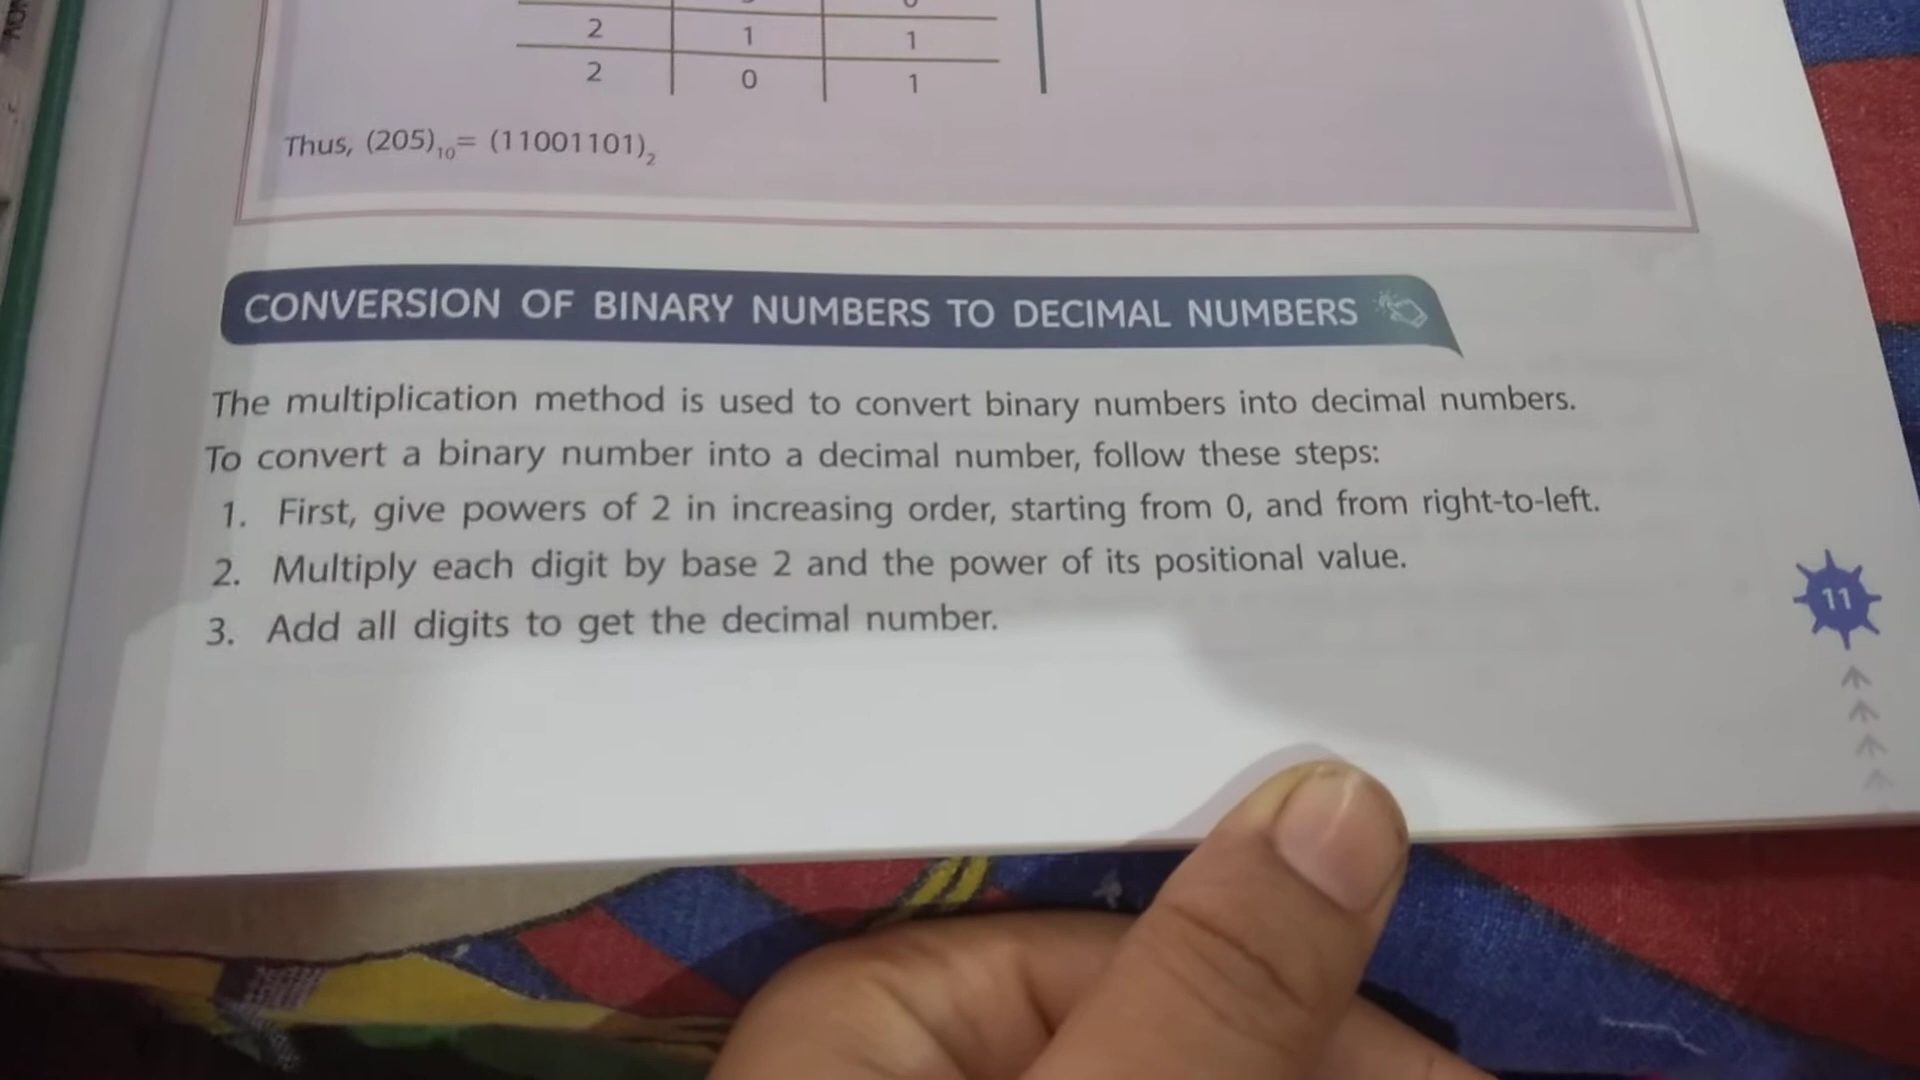 2 1 1
2 0 1
Thus, (205)₁₀= (11001101)₂
CONVERSION OF BINARY NUMBERS TO DECIMAL NUMBERS
The multiplication method is used to convert binary numbers into decimal numbers.
To convert a binary number into a decimal number, follow these steps:
1. First, give powers of 2 in increasing order, starting from 0, and from right-to-left.
2. Multiply each digit by base 2 and the power of its positional value.
3. Add all digits to get the decimal number.
11